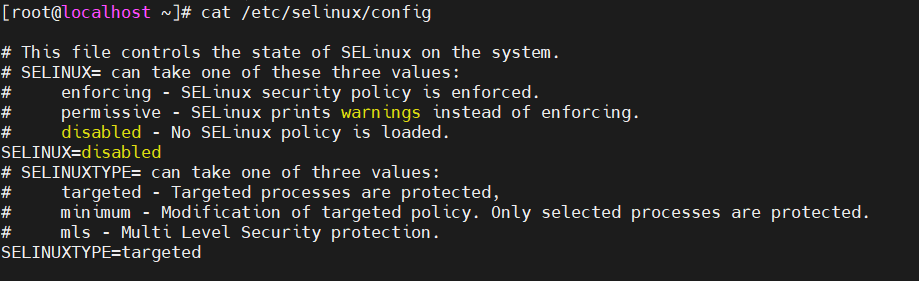 [root@localhost ~]# cat /etc/selinux/config

# This file controls the state of SELinux on the system.
# SELINUX= can take one of these three values:
#     enforcing - SELinux security policy is enforced.
#     permissive - SELinux prints warnings instead of enforcing.
#     disabled - No SELinux policy is loaded.
SELINUX=disabled
# SELINUXTYPE= can take one of three values:
#     targeted - Targeted processes are protected,
#     minimum - Modification of targeted policy. Only selected processes are protected.
#     mls - Multi Level Security protection.
SELINUXTYPE=targeted